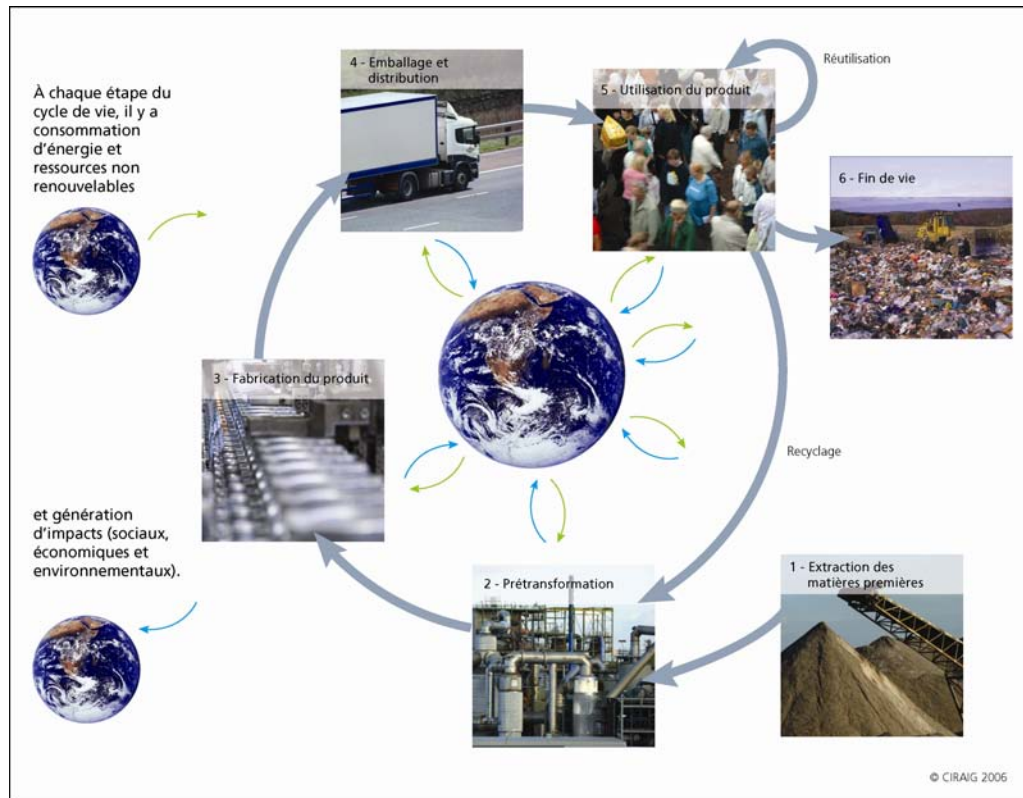 À chaque étape du
cycle de vie, il y a
consommation
d'énergie et
ressources non
renouvelables
4 - Emballage et
distribution
5 - Utilisation du produit
Réutilisation
6 - Fin de vie
3 - Fabrication du produit
Recyclage
et génération
d'impacts (sociaux,
économiques et
environnementaux).
2 - Prétransformation
1 - Extraction des
matières premières
© CIRAIG 2006